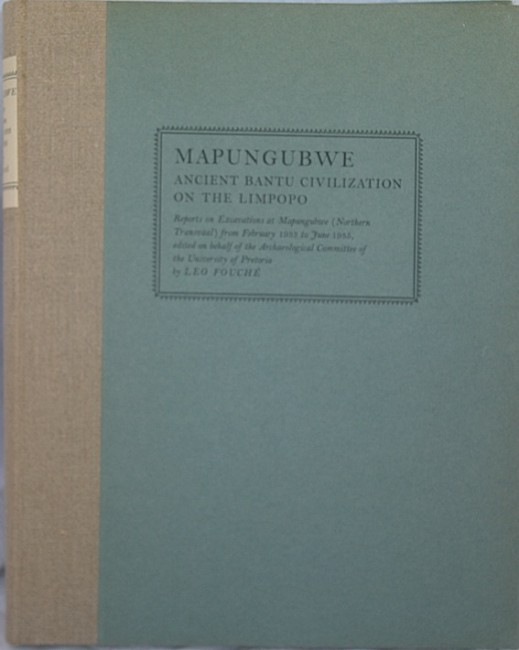 MAPUNGUBWE
ANCIENT BANTU CIVILIZATION
ON THE LIMPOPO
Reports on Excavations at Mapungubwe (Northern
Transvaal) from February 1933 to June 1935,
edited on behalf of the Archaeological Committee of
the University of Pretoria
by LEO FOUCHÉ